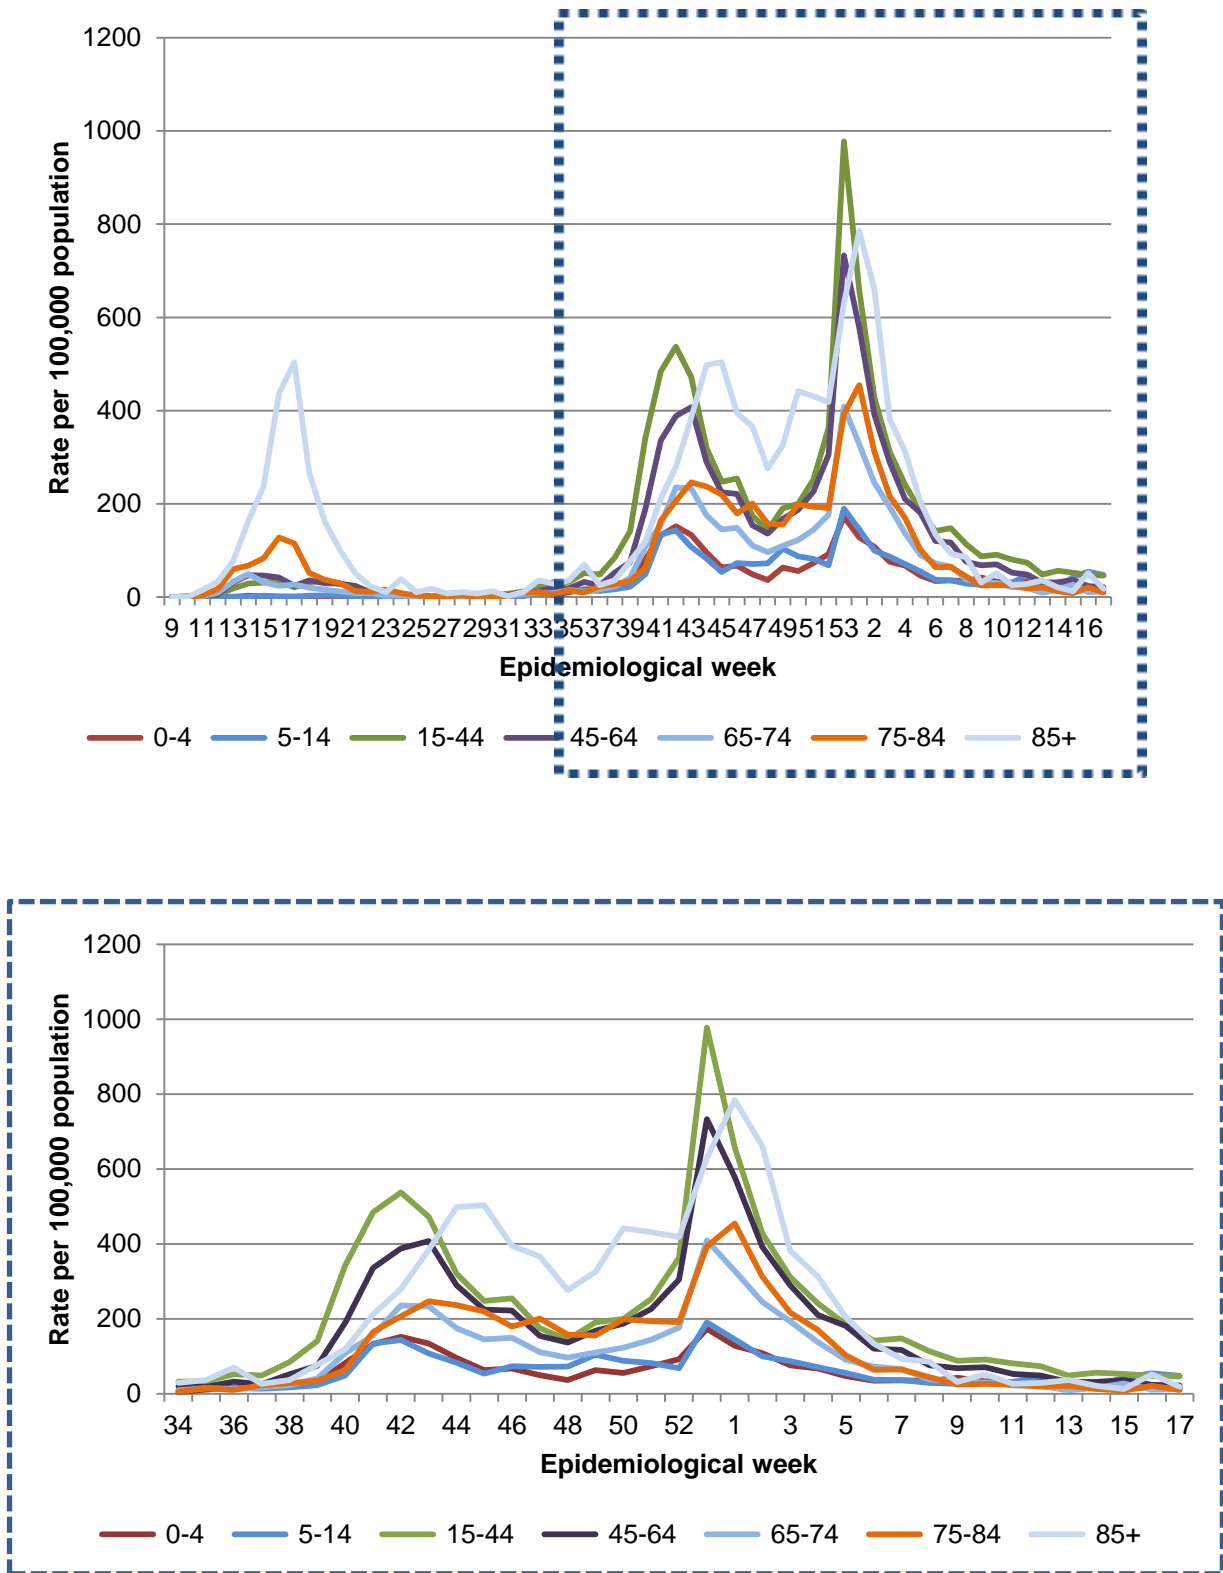 1200
1000
800
600
400
200
0
Rate per 100,000 population
9 11 13 15 17 19 21 23 25 27 29 31 33 35 37 39 41 43 45 47 49 51 53 2 4 6 8 10 12 14 16
Epidemiological week
0-4 5-14 15-44 45-64 65-74 75-84 85+
1200
1000
800
600
400
200
0
Rate per 100,000 population
34 36 38 40 42 44 46 48 50 52 1 3 5 7 9 11 13 15 17
Epidemiological week
0-4 5-14 15-44 45-64 65-74 75-84 85+